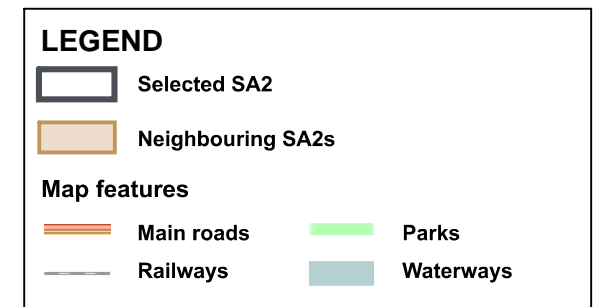 LEGEND
Selected SA2
Neighbouring SA2s
Map features
Main roads
Parks
Railways
Waterways